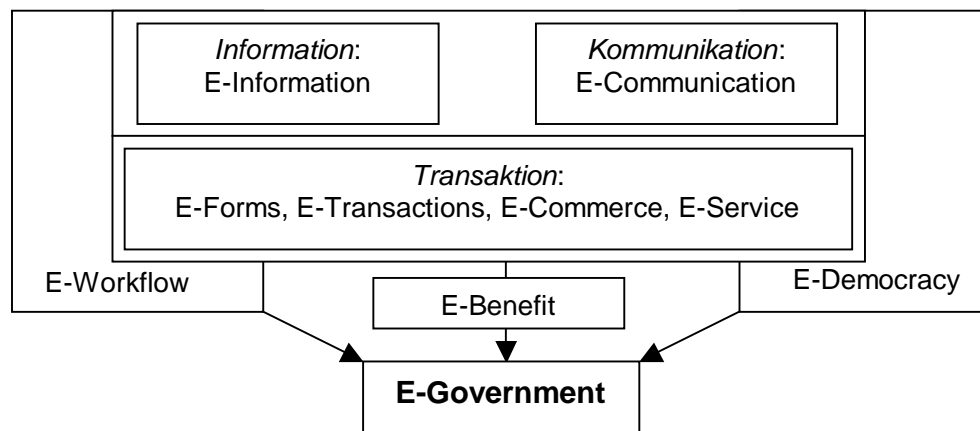 Information:
E-Information
Kommunikation:
E-Communication
Transaktion:
E-Forms, E-Transactions, E-Commerce, E-Service
E-Workflow
E-Benefit
E-Democracy
E-Government